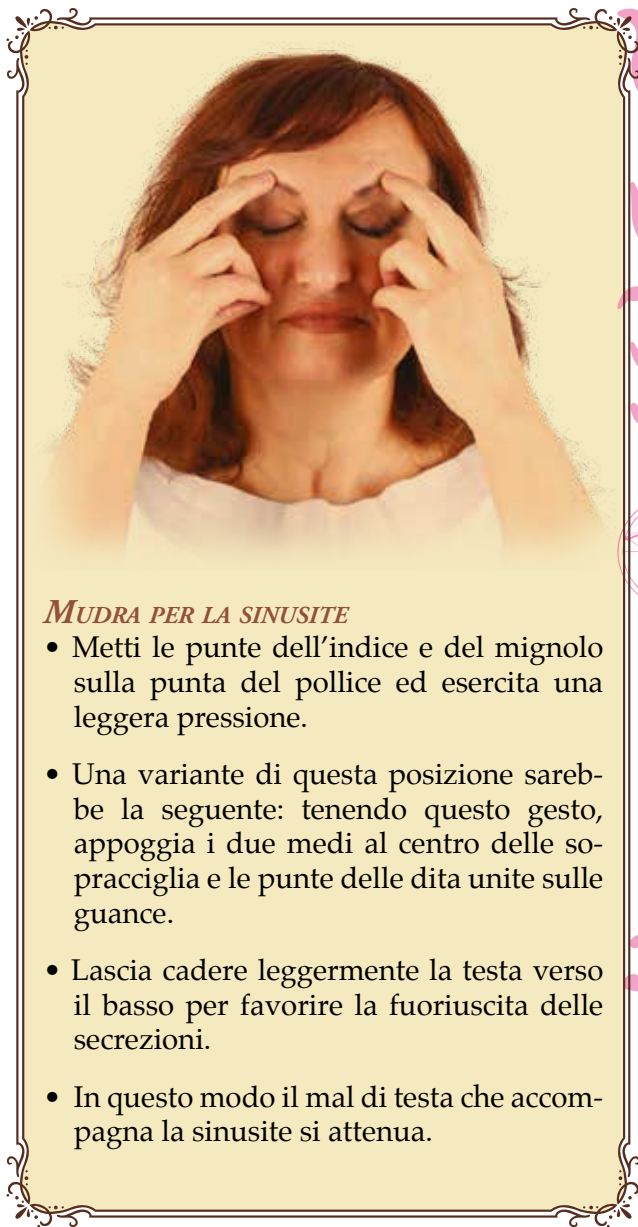 MUDRA PER LA SINUSITE
• Metti le punte dell’indice e del mignolo
sulla punta del pollice ed esercita una
leggera pressione.
• Una variante di questa posizione sareb-
be la seguente: tenendo questo gesto,
appoggia i due medi al centro delle so-
pracciglia e le punte delle dita unite sulle
guance.
• Lascia cadere leggermente la testa verso
il basso per favorire la fuoriuscita delle
secrezioni.
• In questo modo il mal di testa che accom-
pagna la sinusite si attenua.